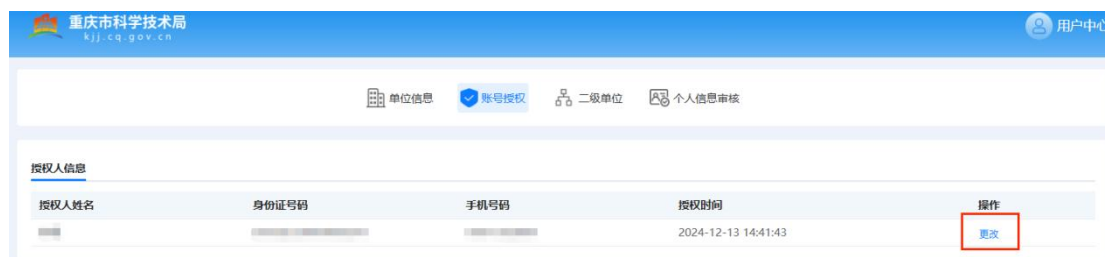 重庆市科学技术局
kjj.cq.gov.cn
用户中心
单位信息 账号授权 二级单位 个人信息审核
授权人信息
授权人姓名 身份证号码 手机号码 授权时间 操作
2024-12-13 14:41:43 更改